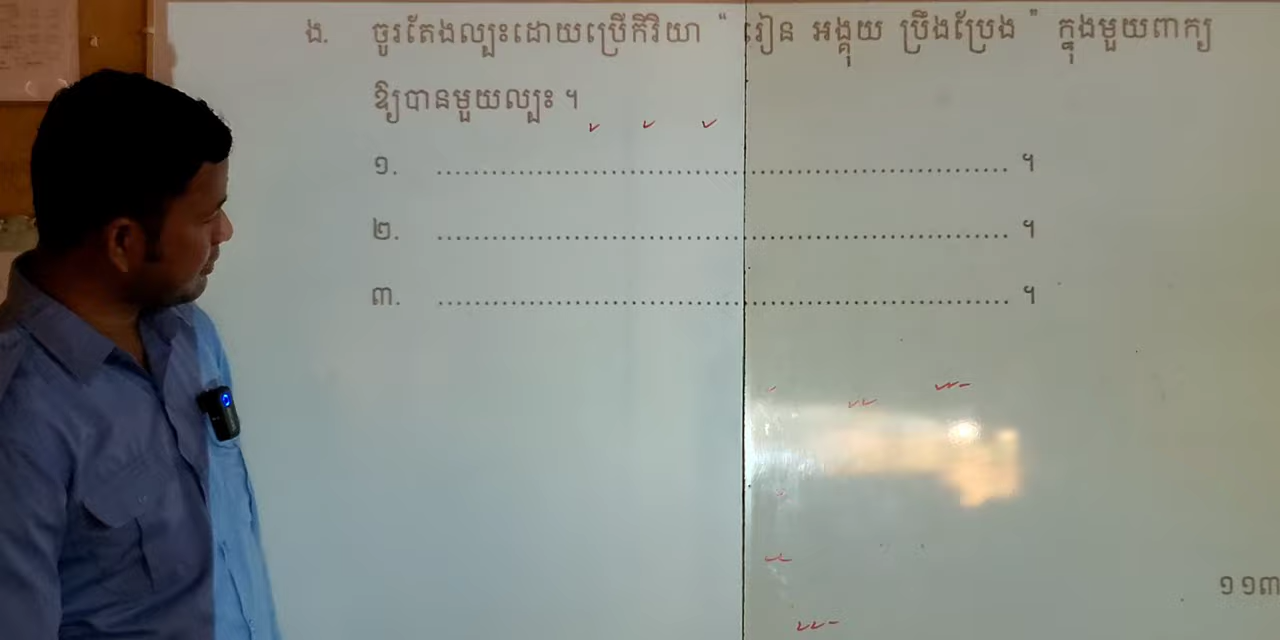 ង. ចូរតែងល្បះដោយប្រើកិរិយា " រៀន អង្គុយ ប្រឹងប្រែង " ក្នុងមួយពាក្យ
ឱ្យបានមួយល្បះ ។
១. ........................................................................ ។
២. ........................................................................ ។
៣. ........................................................................ ។
១១៣